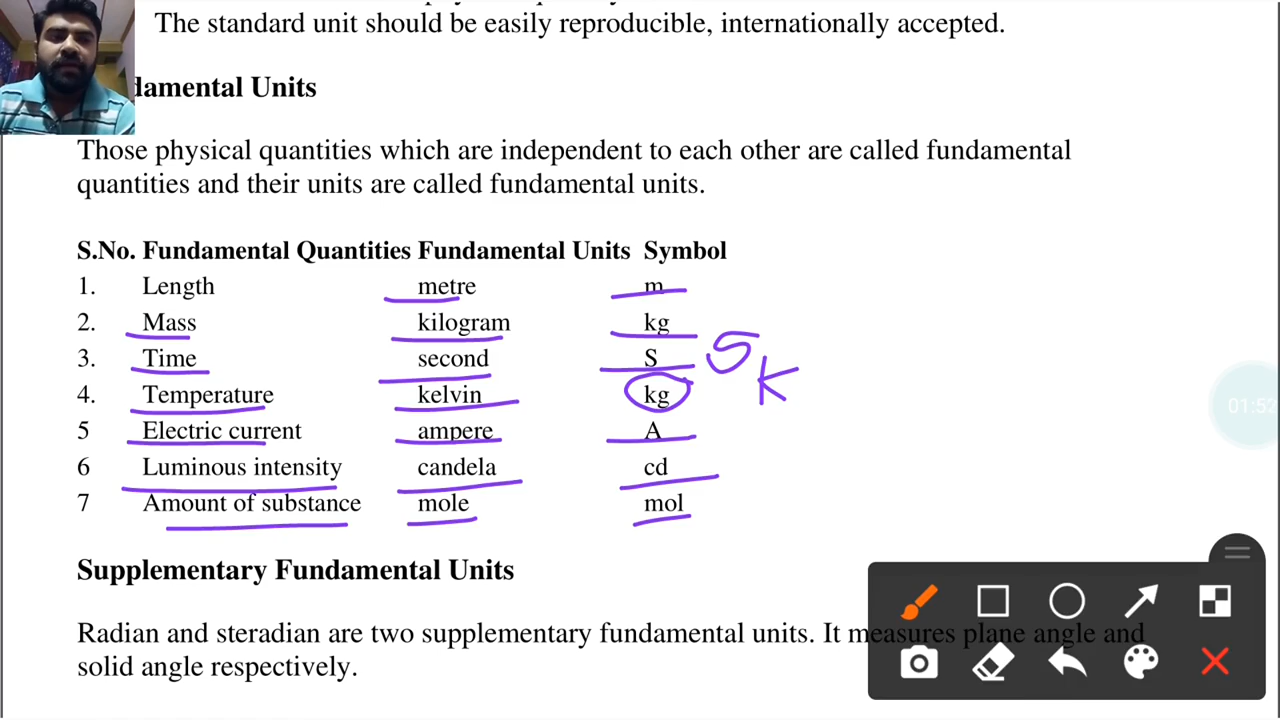 The standard unit should be easily reproducible, internationally accepted.
damental Units
Those physical quantities which are independent to each other are called fundamental
quantities and their units are called fundamental units.
S.No. Fundamental Quantities Fundamental Units Symbol
1. Length metre m
2. Mass kilogram kg
3. Time second S S
4. Temperature kelvin kg K
5 Electric current ampere A
6 Luminous intensity candela cd
7 Amount of substance mole mol
Supplementary Fundamental Units
Radian and steradian are two supplementary fundamental units. It measures plane angle and
solid angle respectively.
01:52